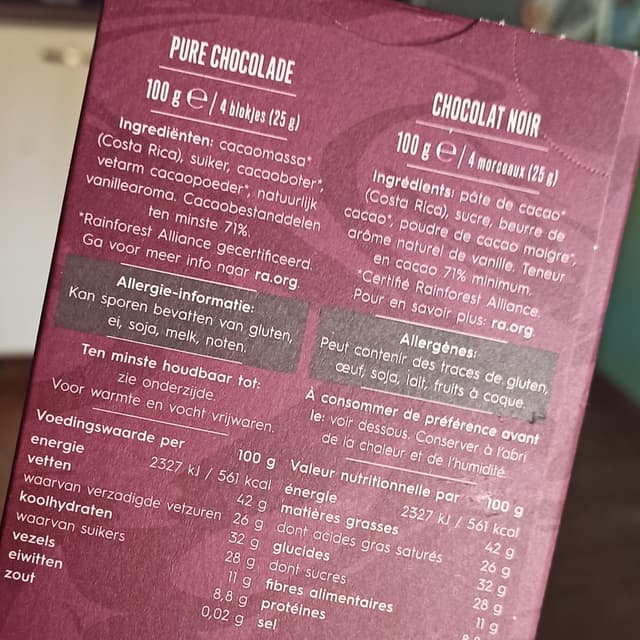 PURE CHOCOLADE
100 g ℮ / 4 blokjes (25 g)
Ingrediënten: cacaomassa*
(Costa Rica), suiker, cacaoboter*,
vetarm cacaopoeder*, natuurlijk
vanillearoma. Cacaobestanddelen
ten minste 71%.
*Rainforest Alliance gecertificeerd.
Ga voor meer info naar ra.org.
Allergie-informatie:
Kan sporen bevatten van gluten,
ei, soja, melk, noten.
Ten minste houdbaar tot:
zie onderzijde.
Voor warmte en vocht vrijwaren.
Voedingswaarde per 100 g
energie 2327 kJ / 561 kcal
vetten 42 g
waarvan verzadigde vetzuren 26 g
koolhydraten 32 g
waarvan suikers 28 g
vezels 11 g
eiwitten 8,8 g
zout 0,02 g
CHOCOLAT NOIR
100 g ℮ / 4 morceaux (25 g)
Ingrédients: pâte de cacao*
(Costa Rica), sucre, beurre de
cacao*, poudre de cacao maigre*,
arôme naturel de vanille. Teneur
en cacao 71% minimum.
*Certifié Rainforest Alliance.
Pour en savoir plus: ra.org.
Allergènes:
Peut contenir des traces de gluten,
œuf, soja, lait, fruits à coque
À consommer de préférence avant
le: voir dessous. Conserver à l'abri
de la chaleur et de l'humidité.
Valeur nutritionnelle par 100 g
énergie 2327 kJ / 561 kcal
matières grasses 42 g
dont acides gras saturés 26 g
glucides 32 g
dont sucres 28 g
fibres alimentaires 11 g
protéines
sel